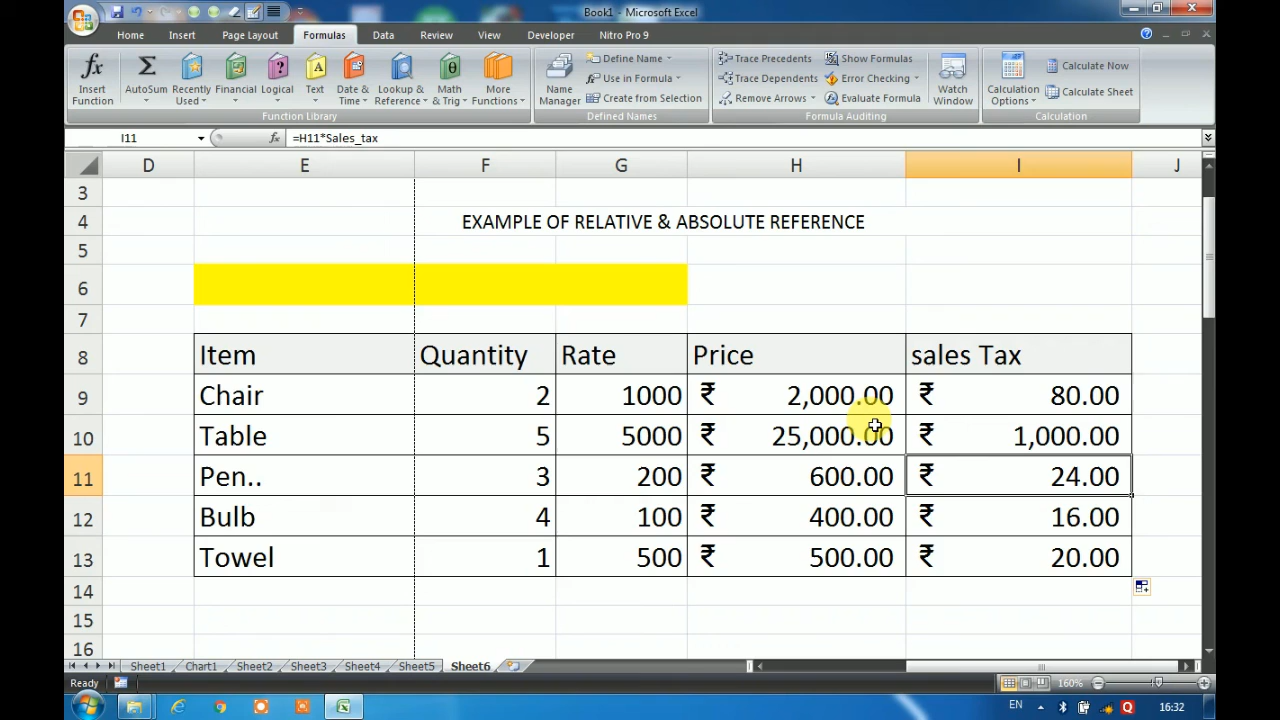 Book1 - Microsoft Excel
Home Insert Page Layout Formulas Data Review View Developer Nitro Pro 9
fx Σ θ
Insert Function AutoSum Recently Used Financial Logical Text Date & Time Lookup & Reference Math & Trig More Functions
Name Manager Define Name Use in Formula Create from Selection
Trace Precedents Trace Dependents Remove Arrows Show Formulas Error Checking Evaluate Formula Watch Window
Calculation Options Calculate Now Calculate Sheet
Function Library Defined Names Formula Auditing Calculation
I11 fx =H11*Sales_tax
D E F G H I J
3
4 EXAMPLE OF RELATIVE & ABSOLUTE REFERENCE
5
6
7
8 Item Quantity Rate Price sales Tax
9 Chair 2 1000 ₹ 2,000.00 ₹ 80.00
10 Table 5 5000 ₹ 25,000.00 ₹ 1,000.00
11 Pen.. 3 200 ₹ 600.00 ₹ 24.00
12 Bulb 4 100 ₹ 400.00 ₹ 16.00
13 Towel 1 500 ₹ 500.00 ₹ 20.00
14
15
16
Sheet1 Chart1 Sheet2 Sheet3 Sheet4 Sheet5 Sheet6
Ready 160%
EN 16:32